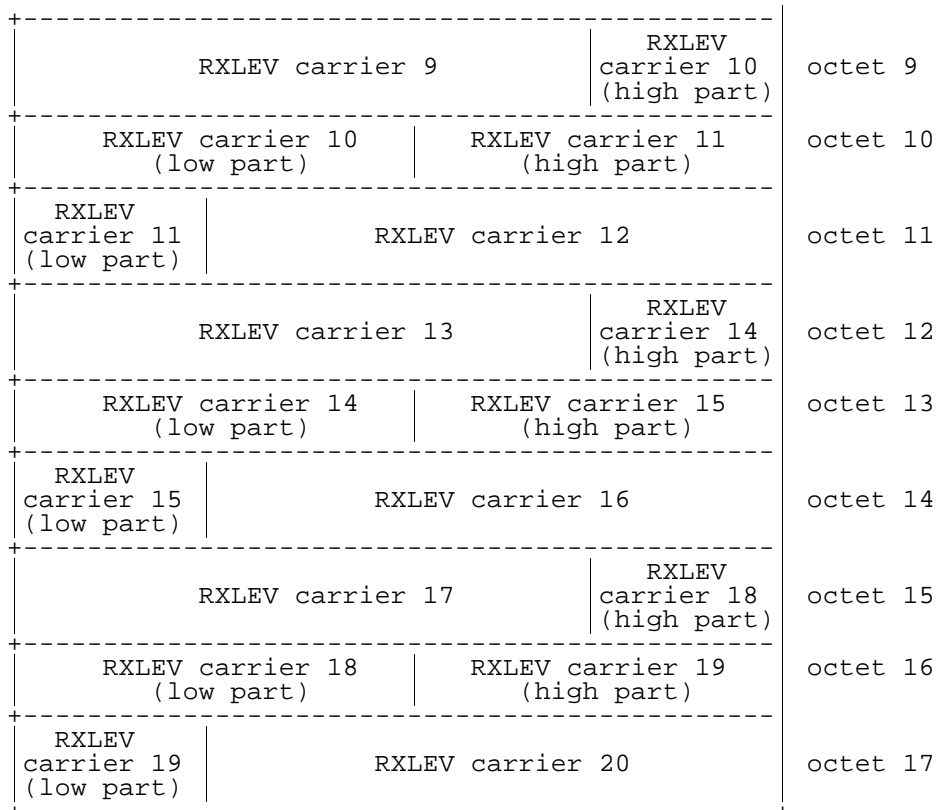 RXLEV
RXLEV carrier 9 carrier 10 octet 9
(high part)
RXLEV carrier 10 RXLEV carrier 11 octet 10
(low part) (high part)
RXLEV
carrier 11 RXLEV carrier 12 octet 11
(low part)
RXLEV
RXLEV carrier 13 carrier 14 octet 12
(high part)
RXLEV carrier 14 RXLEV carrier 15 octet 13
(low part) (high part)
RXLEV
carrier 15 RXLEV carrier 16 octet 14
(low part)
RXLEV
RXLEV carrier 17 carrier 18 octet 15
(high part)
RXLEV carrier 18 RXLEV carrier 19 octet 16
(low part) (high part)
RXLEV
carrier 19 RXLEV carrier 20 octet 17
(low part)